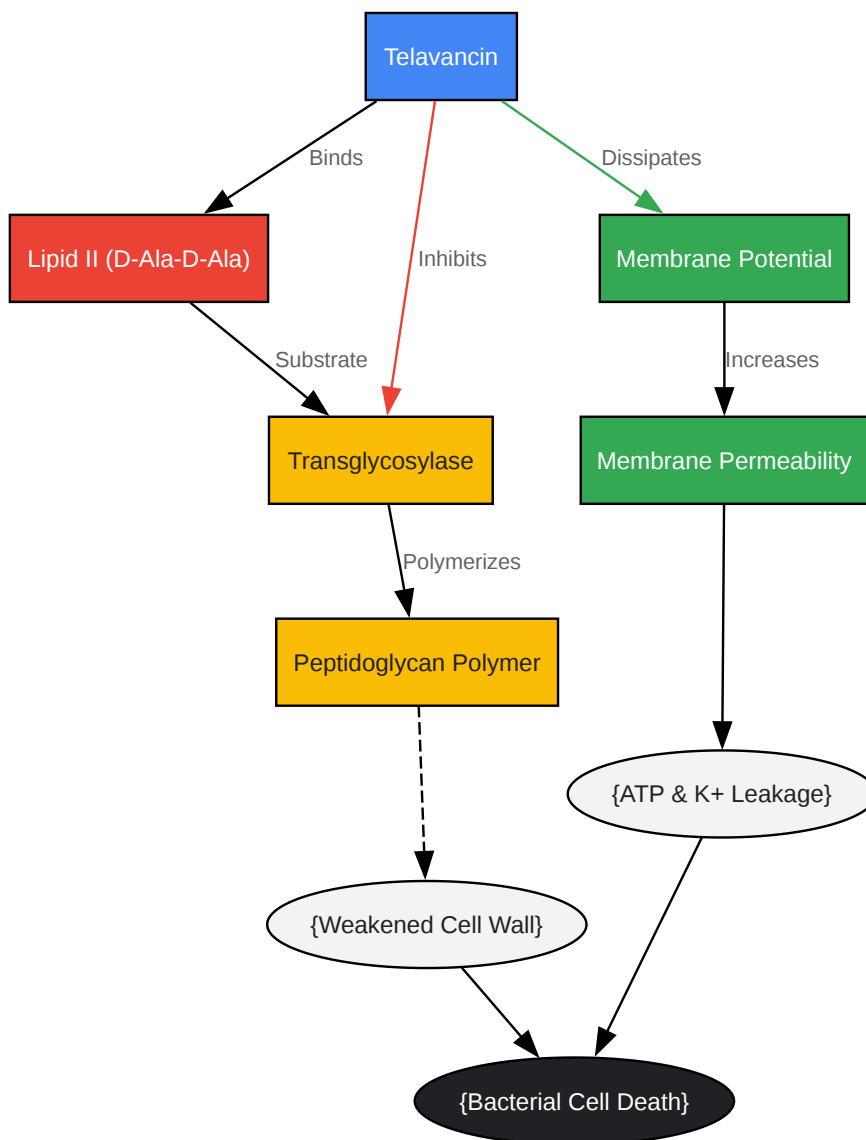 Telavancin
Binds
Dissipates
Lipid II (D-Ala-D-Ala)
Inhibits
Membrane Potential
Substrate
Increases
Transglycosylase
Membrane Permeability
Polymerizes
Peptidoglycan Polymer
{ATP & K+ Leakage}
{Weakened Cell Wall}
{Bacterial Cell Death}